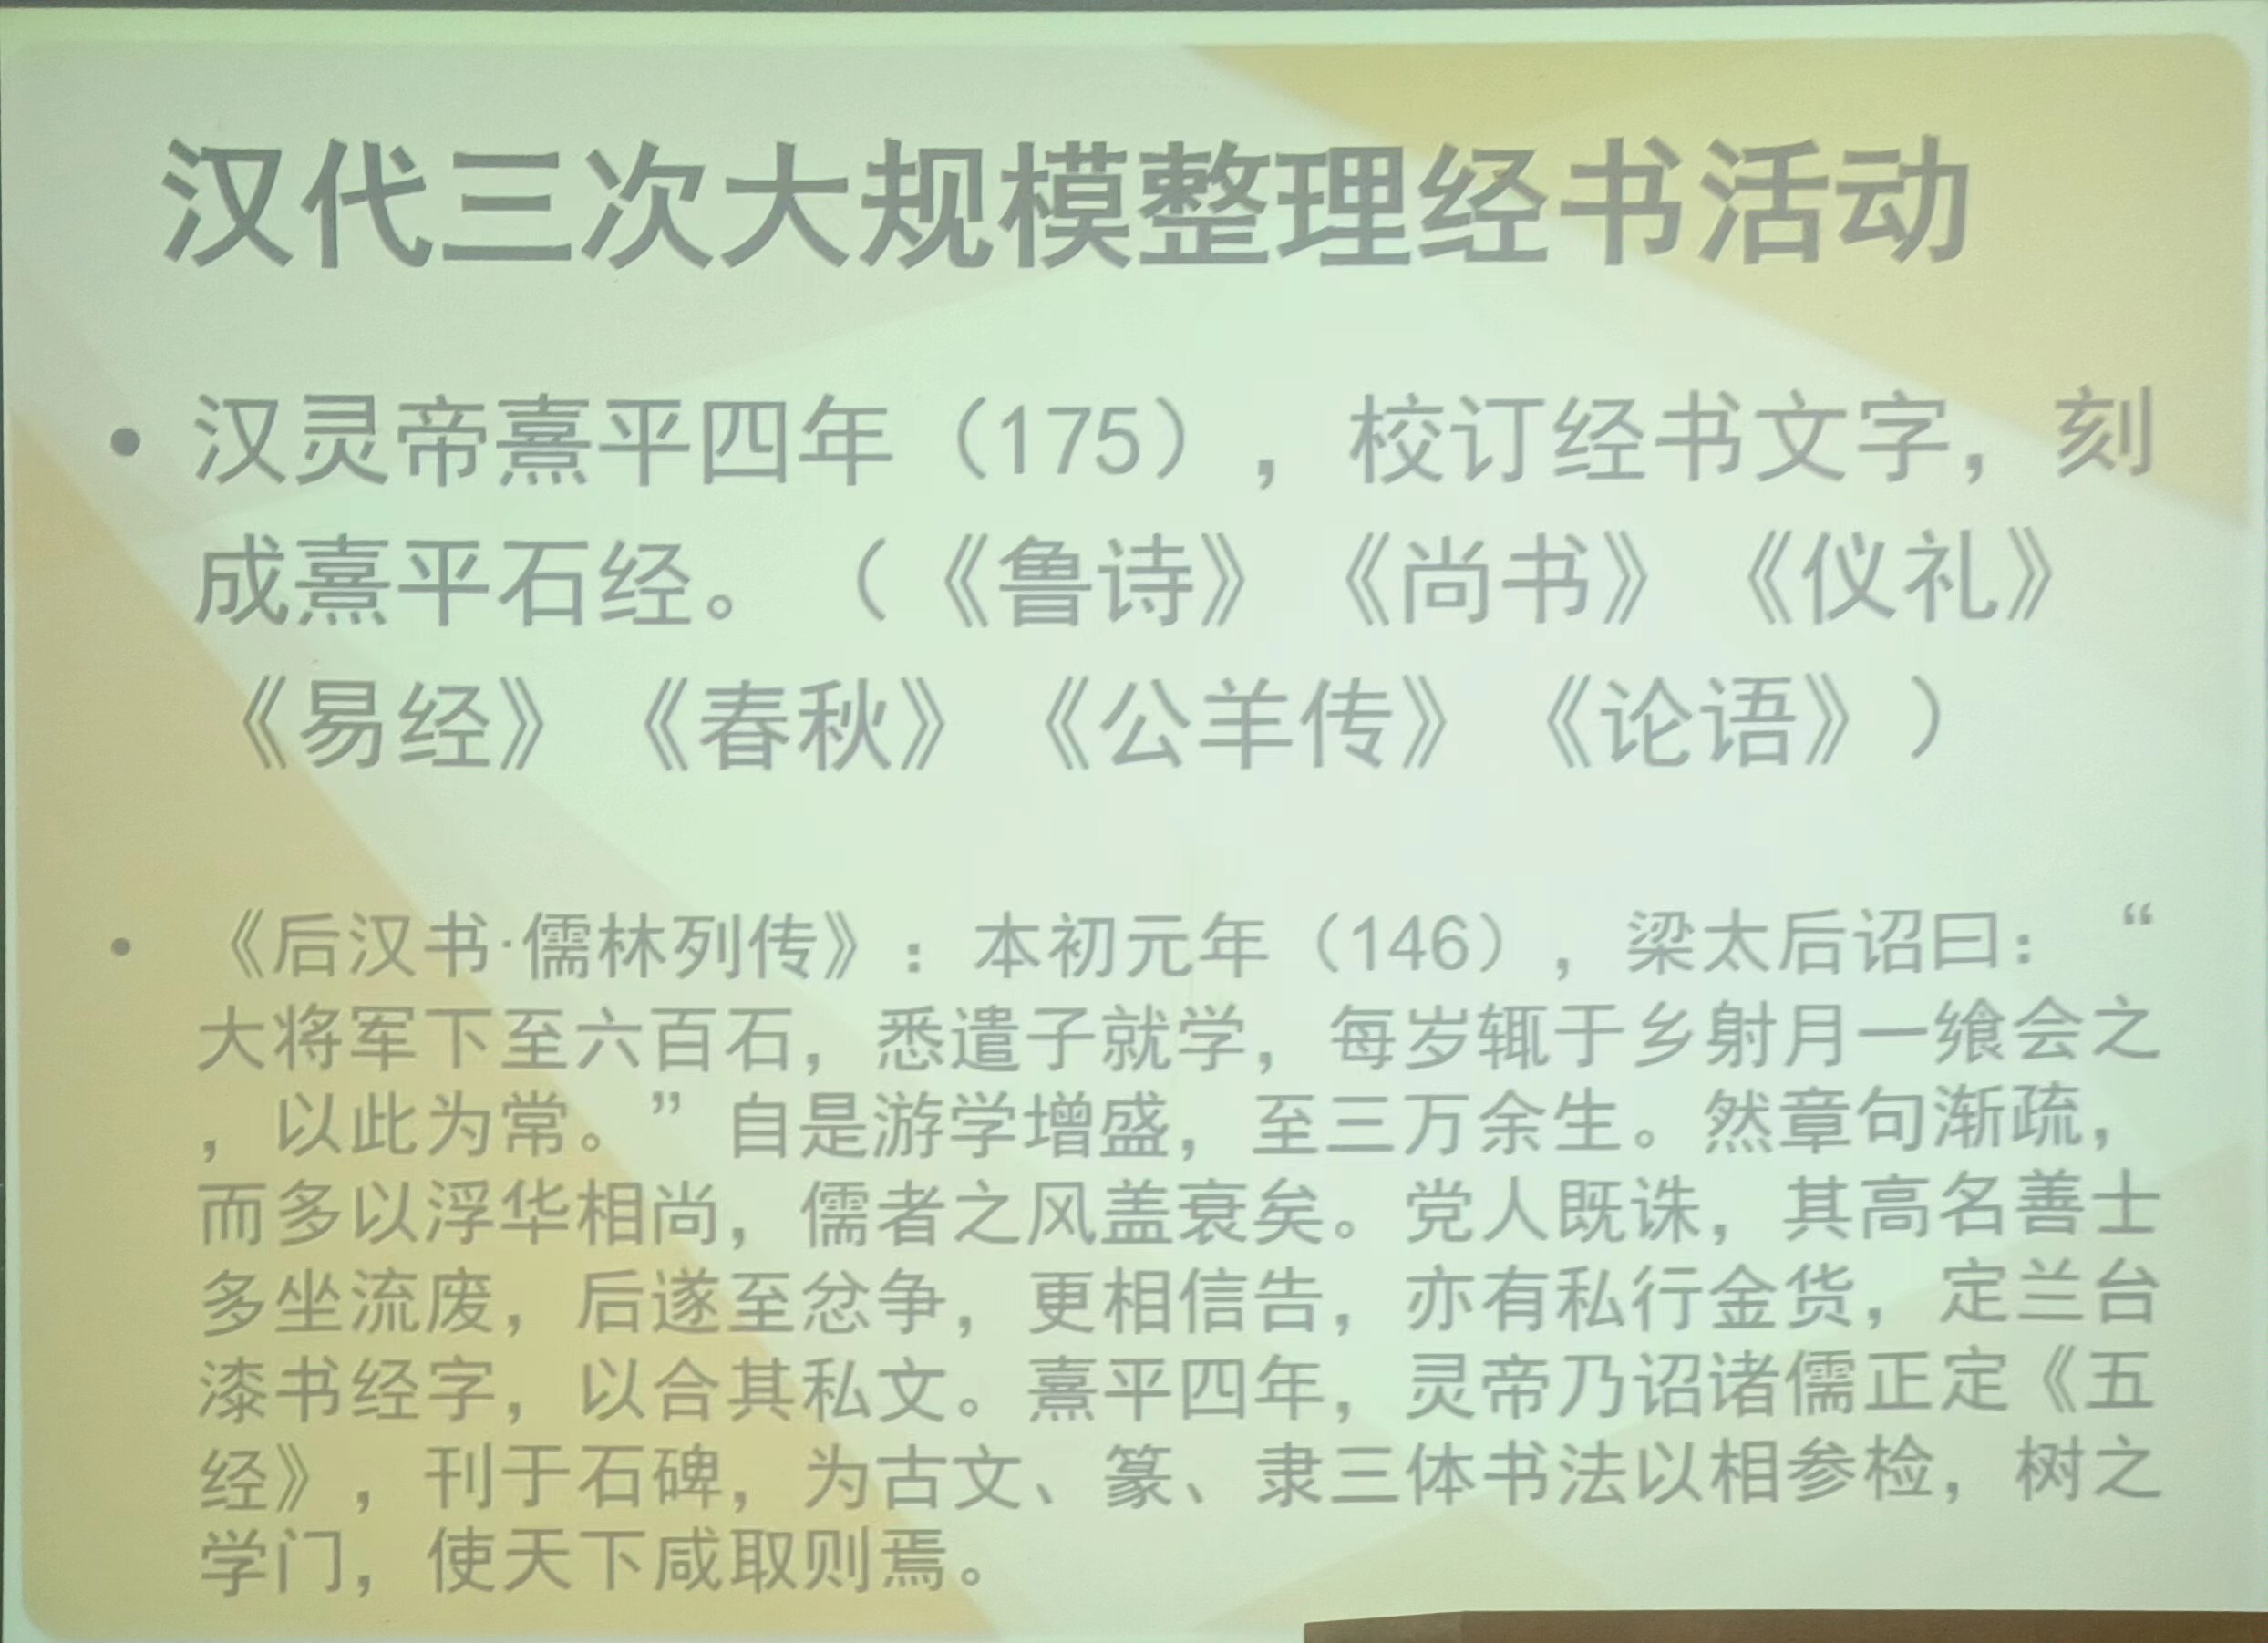 汉代三次大规模整理经书活动
• 汉灵帝熹平四年（175），校订经书文字，刻
成熹平石经。（《鲁诗》《尚书》《仪礼》
《易经》《春秋》《公羊传》《论语》）
• 《后汉书·儒林列传》：本初元年（146），梁太后诏曰：“
大将军下至六百石，悉遣子就学，每岁辄于乡射月一飨会之
，以此为常。”自是游学增盛，至三万余生。然章句渐疏，
而多以浮华相尚，儒者之风盖衰矣。党人既诛，其高名善士
多坐流废，后遂至忿争，更相信告，亦有私行金货，定兰台
漆书经字，以合其私文。熹平四年，灵帝乃诏诸儒正定《五
经》，刊于石碑，为古文、篆、隶三体书法以相参检，树之
学门，使天下咸取则焉。